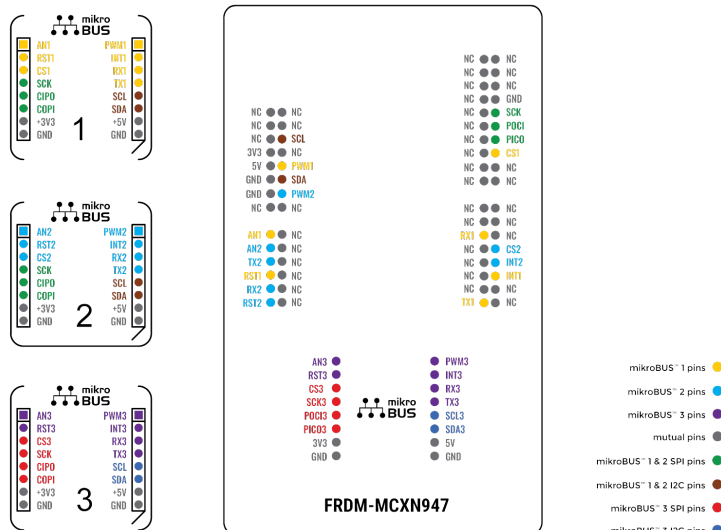 mikro
BUS
AN1 PWM1
RST1 INT1
CS1 RX1
SCK TX1
CIPO SCL
COPI SDA
+3V3 +5V
GND GND
1
mikro
BUS
AN2 PWM2
RST2 INT2
CS2 RX2
SCK TX2
CIPO SCL
COPI SDA
+3V3 +5V
GND GND
2
mikro
BUS
AN3 PWM3
RST3 INT3
CS3 RX3
SCK TX3
CIPO SCL
COPI SDA
+3V3 +5V
GND GND
3
NC NC
NC NC
NC SCL
3V3 NC
5V PWM1
GND SDA
GND PWM2
NC NC
AN1 NC
AN2 NC
TX2 NC
RST1 NC
RX2 NC
RST2 NC
NC NC
NC NC
NC NC
NC GND
NC SCK
NC POCI
NC PICO
NC CS1
NC NC
NC NC
NC NC
NC NC
RX1 NC
NC CS2
NC INT2
NC INT1
NC NC
TX1 NC
AN3 PWM3
RST3 INT3
CS3 RX3
SCK3 TX3
POCI3 SCL3
PICO3 SDA3
3V3 5V
GND GND
mikro
BUS
FRDM-MCXN947
mikroBUS™ 1 pins
mikroBUS™ 2 pins
mikroBUS™ 3 pins
mutual pins
mikroBUS™ 1 & 2 SPI pins
mikroBUS™ 1 & 2 I2C pins
mikroBUS™ 3 SPI pins
mikroBUS™ 3 I2C pins